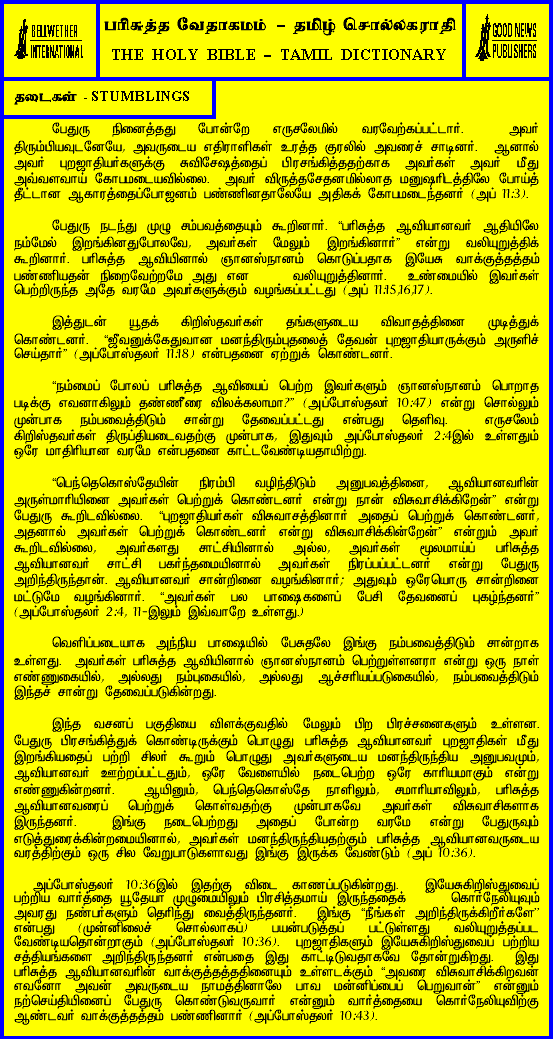 BELLWETHER
INTERNATIONAL
பரிசுத்த வேதாகமம் – தமிழ் சொல்லகராதி
THE HOLY BIBLE – TAMIL DICTIONARY
GOOD NEWS
PUBLISHERS
தடைகள் - STUMBLINGS
பேதுரு நினைத்தது போன்றே எருசலேமில் வரவேற்கப்பட்டார். அவர்
திரும்பியவுடனேயே, அவருடைய எதிராளிகள் உரத்த குரலில் அவரைச் சாடினர். ஆனால்
அவர் புறஜாதியர்களுக்கு சுவிசேஷத்தைப் பிரசங்கித்ததற்காக அவர்கள் அவர் மீது
அவ்வளவாய் கோபமடையவில்லை. அவர் விருத்தசேதனமில்லாத மனுஷரிடத்திலே போய்த்
தீட்டான ஆகாரத்தைப்போஜனம் பண்ணினதாலேயே அதிகக் கோபமடைந்தனர் (அப் 11:3).
பேதுரு நடந்து முழு சம்பவத்தையும் கூறினார். “பரிசுத்த ஆவியானவர் ஆதியிலே
நம்மேல் இறங்கினதுபோலவே, அவர்கள் மேலும் இறங்கினார்” என்று வலியுறுத்திக்
கூறினார். பரிசுத்த ஆவியினால் ஞானஸ்நானம் கொடுப்பதாக இயேசு வாக்குத்தத்தம்
பண்ணியதன் நிறைவேற்றமே அது என வலியுறுத்தினார். உண்மையில் இவர்கள்
பெற்றிருந்த அதே வரமே அவர்களுக்கும் வழங்கப்பட்டது (அப் 11:15,16,17).
இத்துடன் யூதக் கிறிஸ்தவர்கள் தங்களுடைய விவாதத்தினை முடித்துக்
கொண்டனர். “ஜீவனுக்கேதுவான மனந்திரும்புதலைத் தேவன் புறஜாதியாருக்கும் அருளிச்
செய்தார்” (அப்போஸ்தலர் 11:18) என்பதனை ஏற்றுக் கொண்டனர்.
“நம்மைப் போலப் பரிசுத்த ஆவியைப் பெற்ற இவர்களும் ஞானஸ்நானம் பொறாத
படிக்கு எவனாகிலும் தண்ணீரை விலக்கலாமா?” (அப்போஸ்தலர் 10:47) என்று சொல்லும்
முன்பாக நம்பவைத்திடும் சான்று தேவைப்பட்டது என்பது தெளிவு. எருசலேம்
கிறிஸ்தவர்கள் திருப்தியடைவதற்கு முன்பாக, இதுவும் அப்போஸ்தலர் 2:4இல் உள்ளதும்
ஒரே மாதிரியான வரமே என்பதனை காட்டவேண்டியதாயிற்று.
“பெந்தெகொஸ்தேயின் நிரம்பி வழிந்திடும் அனுபவத்தினை, ஆவியானவரின்
அருள்மாரியினை அவர்கள் பெற்றுக் கொண்டனர் என்று நான் விசுவாசிக்கிறேன்” என்று
பேதுரு கூறிடவில்லை. “புறஜாதியர்கள் விசுவாசத்தினார் அதைப் பெற்றுக் கொண்டனர்,
அதனால் அவர்கள் பெற்றுக் கொண்டனர் என்று விசுவாசிக்கின்றேன்” என்றும் அவர்
கூறிடவில்லை, அவர்களது சாட்சியினால் அல்ல, அவர்கள் மூலமாய்ப் பரிசுத்த
ஆவியானவர் சாட்சி பகர்ந்தமையினால் அவர்கள் நிரப்பப்பட்டனர் என்று பேதுரு
அறிந்திருந்தான். ஆவியானவர் சான்றினை வழங்கினார்; அதுவும் ஒரேயொரு சான்றினை
மட்டுமே வழங்கினார். “அவர்கள் பல பாஷைகளைப் பேசி தேவனைப் புகழ்ந்தனர்”
(அப்போஸ்தலர் 2:4, 11-இலும் இவ்வாறே உள்ளது.)
வெளிப்படையாக அந்நிய பாஷையில் பேசுதலே இங்கு நம்பவைத்திடும் சான்றாக
உள்ளது. அவர்கள் பரிசுத்த ஆவியினால் ஞானஸ்நானம் பெற்றுள்ளனரா என்று ஒரு நாள்
எண்ணுகையில், அல்லது நம்புகையில், அல்லது ஆச்சரியப்படுகையில், நம்பவைத்திடும்
இந்தச் சான்று தேவைப்படுகின்றது.
இந்த வசனப் பகுதியை விளக்குவதில் மேலும் பிற பிரச்சனைகளும் உள்ளன.
பேதுரு பிரசங்கித்துக் கொண்டிருக்கும் பொழுது பரிசுத்த ஆவியானவர் புறஜாதிகள் மீது
இறங்கியதைப் பற்றி சிலர் கூறும் பொழுது அவர்களுடைய மனந்திருந்திய அனுபவமும்,
ஆவியானவர் ஊற்றப்பட்டதும், ஒரே வேளையில் நடைபெற்ற ஒரே காரியமாகும் என்று
எண்ணுகின்றனர். ஆயினும், பெந்தெகொஸ்தே நாளிலும், சமாரியாவிலும், பரிசுத்த
ஆவியானவரைப் பெற்றுக் கொள்வதற்கு முன்பாகவே அவர்கள் விசுவாசிகளாக
இருந்தனர். இங்கு நடைபெற்றது அதைப் போன்ற வரமே என்று பேதுருவும்
எடுத்துரைக்கின்றமையினால், அவர்கள் மனந்திருந்தியதற்கும் பரிசுத்த ஆவியானவருடைய
வரத்திற்கும் ஒரு சில வேறுபாடுகளாவது இங்கு இருக்க வேண்டும் (அப் 10:36).
அப்போஸ்தலர் 10:36இல் இதற்கு விடை காணப்படுகின்றது. இயேசுகிறிஸ்துவைப்
பற்றிய வார்த்தை யூதேயா முழுமையிலும் பிரசித்தமாய் இருந்ததைக் கொர்நேலியுவும்
அவரது நண்பர்களும் தெரிந்து வைத்திருந்தனர். இங்கு “நீங்கள் அறிந்திருக்கிறீர்களே”
என்பது (முன்னிலைச் சொல்லாகப்) பயன்படுத்தப் பட்டுள்ளது வலியுறுத்தப்பட
வேண்டியதொன்றாகும் (அப்போஸ்தலர் 10:36). புறஜாதிகளும் இயேசுகிறிஸ்துவைப் பற்றிய
சத்தியங்களை அறிந்திருந்தனர் என்பதை இது காட்டிடுவதாகவே தோன்றுகிறது. இது
பரிசுத்த ஆவியானவரின் வாக்குத்தத்தத்தினையும் உள்ளடக்கும் “அவரை விசுவாசிக்கிறவன்
எவனோ அவன் அவருடைய நாமத்தினாலே பாவ மன்னிப்பைப் பெறுவான்” என்னும்
நற்செய்தியினைப் பேதுரு கொண்டுவருவார் என்னும் வார்த்தையை கொர்நேலியுவிற்கு
ஆண்டவர் வாக்குத்தத்தம் பண்ணினார் (அப்போஸ்தலர் 10:43).